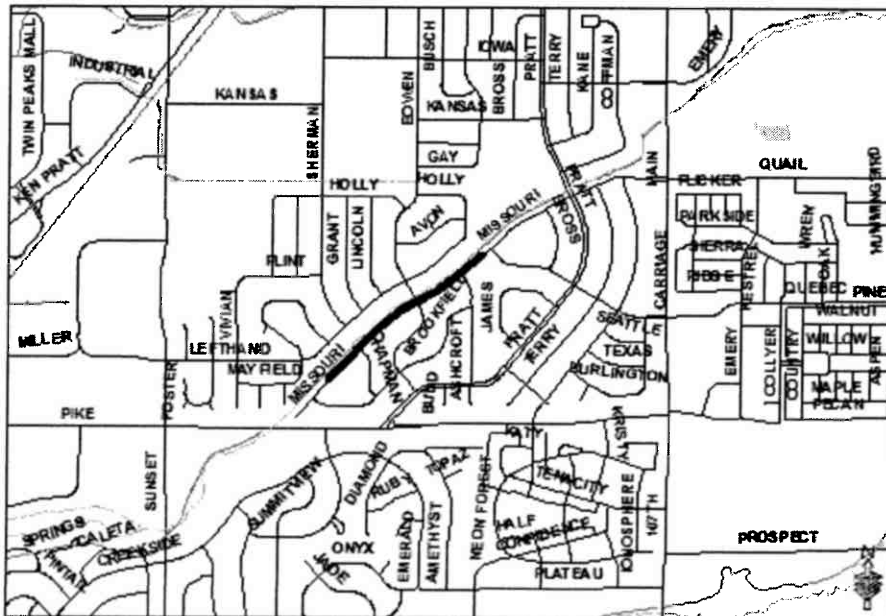 TWIN PEAKS MALL
INDUSTRIAL
KEN PRATT
KANSAS
SHERMAN
BOWEN
BUSCH
IOWA
KANSAS
BROSS
PRATT
TERRY
KANE
COFFMAN
EMERY
GAY
HOLLY
HOLLY
MAIN
QUAIL
FLICKER
HUMMINGBIRD
PARKSIDE
WREN
SIERRA
OAK
RIDGE
KESTREL
QUEBEC
PINE
CARRIAGE
PRATT
BROSS
MISSOURI
AVON
GRANT
LINCOLN
FLINT
VIVIAN
MILLER
LEFTHAND
MAYFIELD
MISSOURI
CHAPMAN
BROOKFIELD
JAMES
ASHCROFT
BUDD
PRATT
TERRY
SEATTLE
TEXAS
BURLINGTON
EMERY
COLLYER
COUNTRY
WALNUT
WILLOW
ASPEN
MAPLE
PECAN
FOSTER
PIKE
SUNSET
KATY
KRISTY
SUMMITVIEW
DIAMOND
RUBY
TOPAZ
NEON FOREST
TENACITY
IONOSPHERE
107TH
HALF
CONFIDENCE
PLATEAU
PROSPECT
SPRINGS
CALETA
PINTAIL
CREEKSIDE
JADE
ONYX
EMERALD
AMETHYST
N